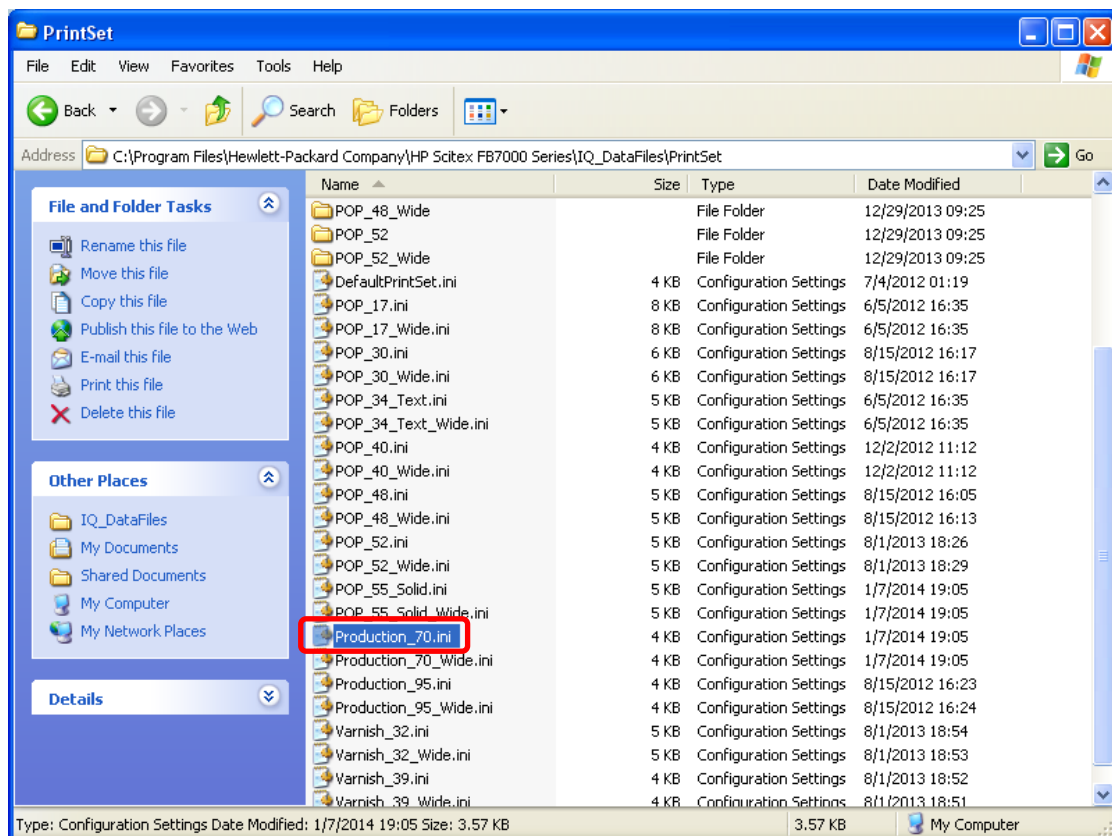 PrintSet
File Edit View Favorites Tools Help
Back Search Folders
Address C:\Program Files\Hewlett-Packard Company\HP Scitex FB7000 Series\IQ_DataFiles\PrintSet Go
File and Folder Tasks
Rename this file
Move this file
Copy this file
Publish this file to the Web
E-mail this file
Print this file
Delete this file
Other Places
IQ_DataFiles
My Documents
Shared Documents
My Computer
My Network Places
Details
Name Size Type Date Modified
POP_48_Wide File Folder 12/29/2013 09:25
POP_52 File Folder 12/29/2013 09:25
POP_52_Wide File Folder 12/29/2013 09:25
DefaultPrintSet.ini 4 KB Configuration Settings 7/4/2012 01:19
POP_17.ini 8 KB Configuration Settings 6/5/2012 16:35
POP_17_Wide.ini 8 KB Configuration Settings 6/5/2012 16:35
POP_30.ini 6 KB Configuration Settings 8/15/2012 16:17
POP_30_Wide.ini 6 KB Configuration Settings 8/15/2012 16:17
POP_34_Text.ini 5 KB Configuration Settings 6/5/2012 16:35
POP_34_Text_Wide.ini 5 KB Configuration Settings 6/5/2012 16:35
POP_40.ini 4 KB Configuration Settings 12/2/2012 11:12
POP_40_Wide.ini 4 KB Configuration Settings 12/2/2012 11:12
POP_48.ini 5 KB Configuration Settings 8/15/2012 16:05
POP_48_Wide.ini 5 KB Configuration Settings 8/15/2012 16:13
POP_52.ini 5 KB Configuration Settings 8/1/2013 18:26
POP_52_Wide.ini 5 KB Configuration Settings 8/1/2013 18:29
POP_55_Solid.ini 5 KB Configuration Settings 1/7/2014 19:05
POP_55_Solid_Wide.ini 5 KB Configuration Settings 1/7/2014 19:05
Production_70.ini 4 KB Configuration Settings 1/7/2014 19:05
Production_70_Wide.ini 4 KB Configuration Settings 1/7/2014 19:05
Production_95.ini 4 KB Configuration Settings 8/15/2012 16:23
Production_95_Wide.ini 4 KB Configuration Settings 8/15/2012 16:24
Varnish_32.ini 5 KB Configuration Settings 8/1/2013 18:54
Varnish_32_Wide.ini 5 KB Configuration Settings 8/1/2013 18:53
Varnish_39.ini 4 KB Configuration Settings 8/1/2013 18:52
Varnish_39_Wide.ini 4 KB Configuration Settings 8/1/2013 18:51
Type: Configuration Settings Date Modified: 1/7/2014 19:05 Size: 3.57 KB 3.57 KB My Computer